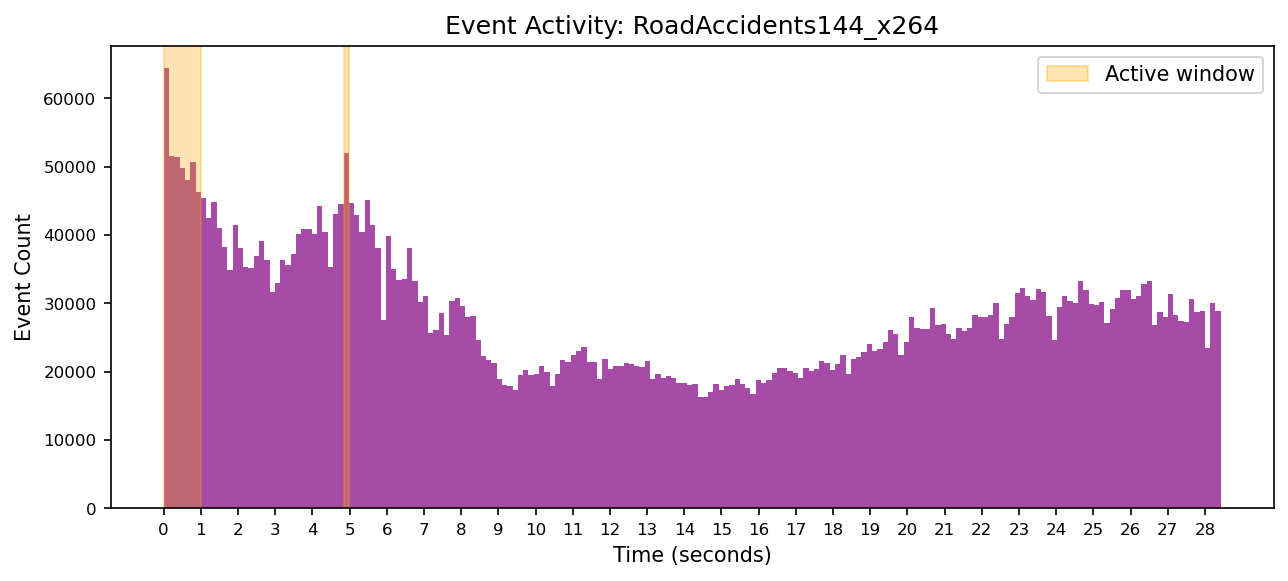 Event Activity: RoadAccidents144_x264
Active window
60000
50000
40000
30000
20000
10000
0
Event Count
0 1 2 3 4 5 6 7 8 9 10 11 12 13 14 15 16 17 18 19 20 21 22 23 24 25 26 27 28
Time (seconds)